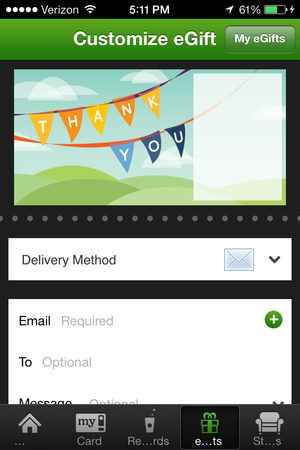 Verizon 5:11 PM 61%
Customize eGift My eGifts
THANK
YOU
Delivery Method
Email Required
To Optional
Message Optional
... my Card Re...rds e...ts St...s